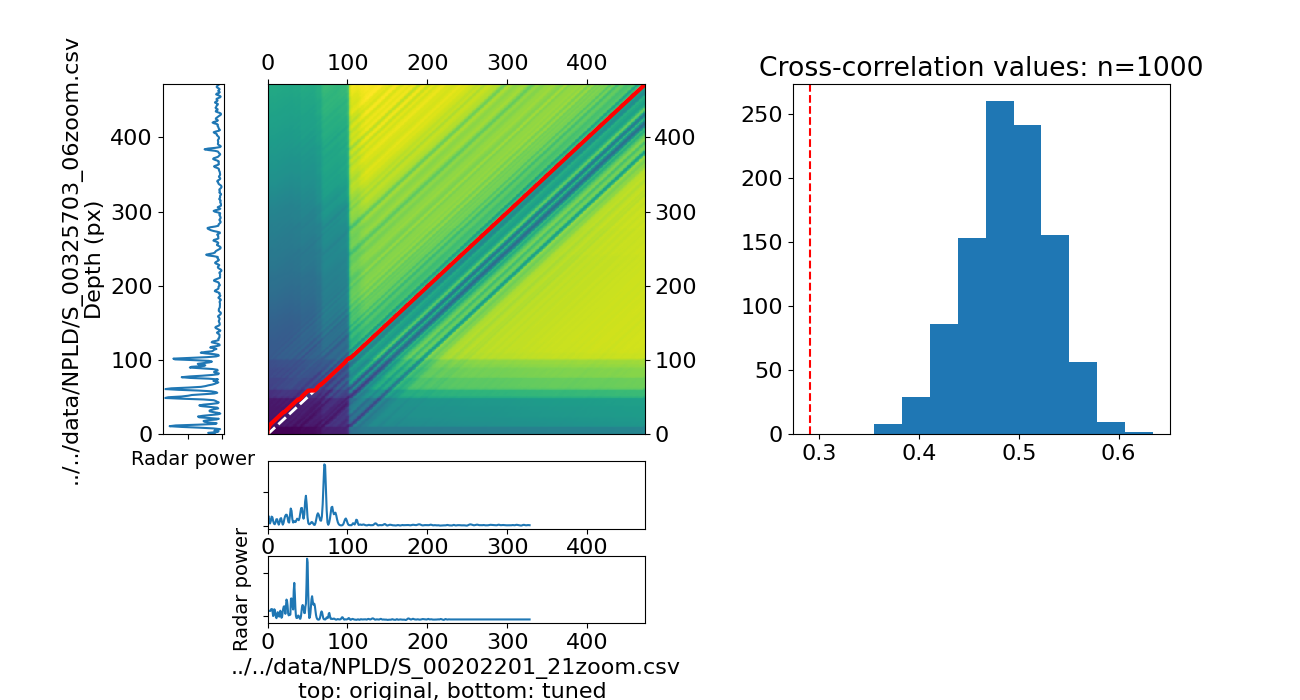 ../../data/NPLD/S_00325703_06zoom.csv
Depth (px)
0 100 200 300 400
400
300
200
100
0
Radar power
400
300
200
100
0
0 100 200 300 400
Radar power
0 100 200 300 400
../../data/NPLD/S_00202201_21zoom.csv
top: original, bottom: tuned
Cross-correlation values: n=1000
250
200
150
100
50
0
0.3 0.4 0.5 0.6